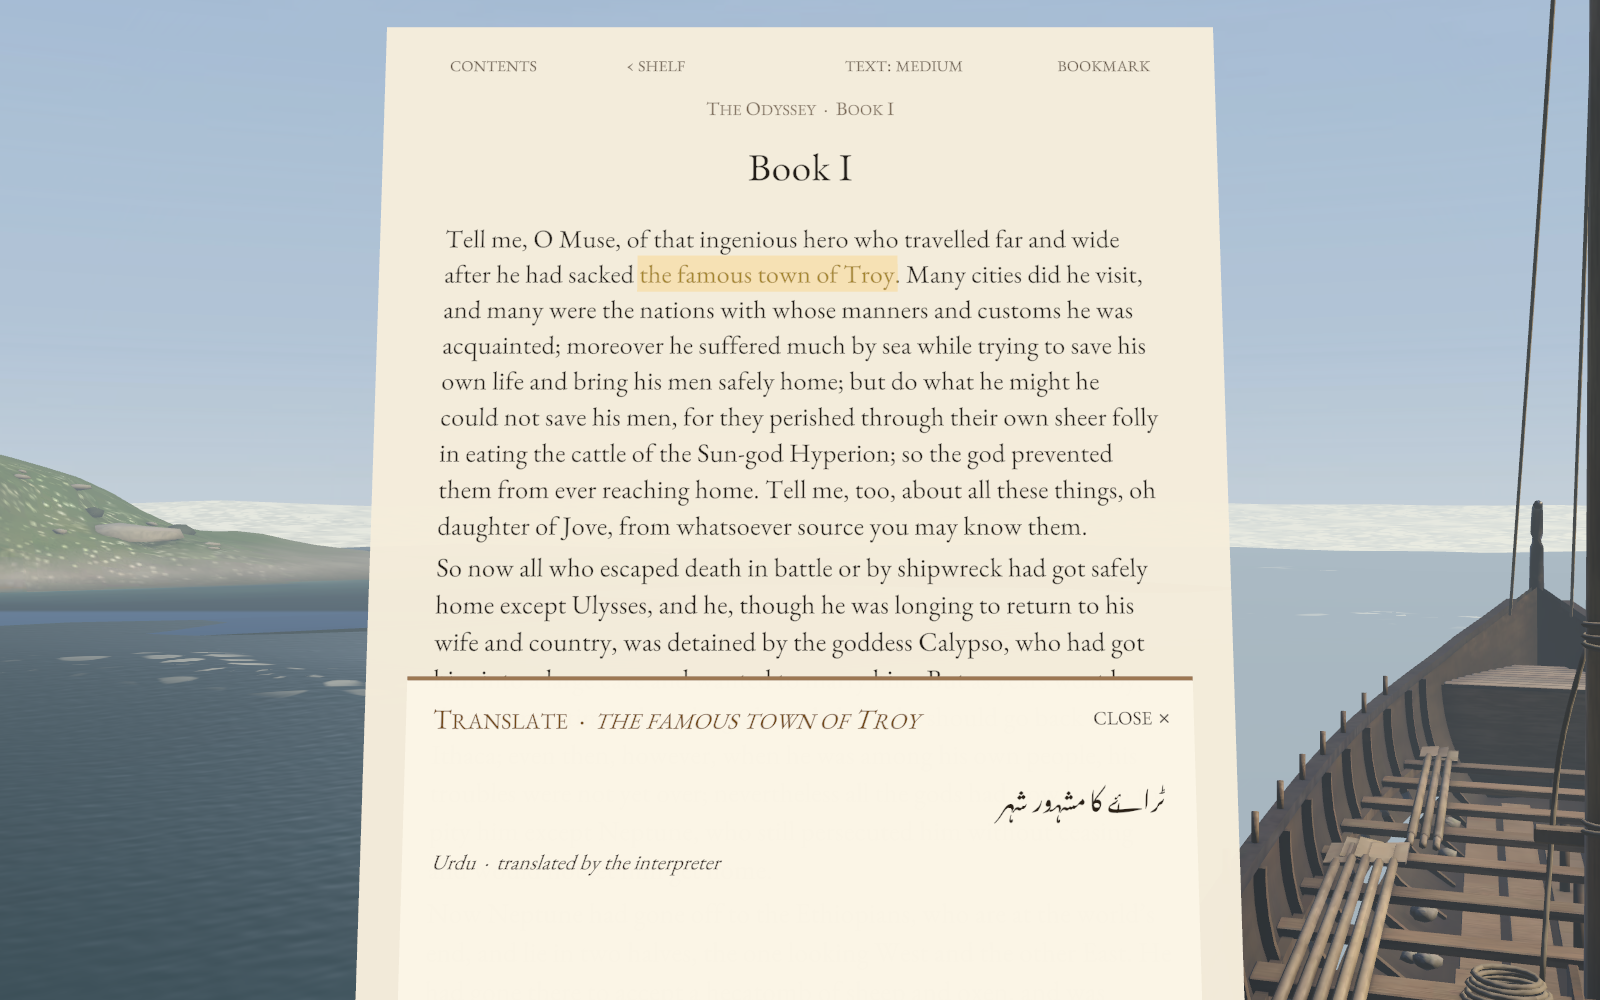 CONTENTS < SHELF TEXT: MEDIUM BOOKMARK
THE ODYSSEY · BOOK I
Book I
Tell me, O Muse, of that ingenious hero who travelled far and wide
after he had sacked the famous town of Troy. Many cities did he visit,
and many were the nations with whose manners and customs he was
acquainted; moreover he suffered much by sea while trying to save his
own life and bring his men safely home; but do what he might he
could not save his men, for they perished through their own sheer folly
in eating the cattle of the Sun-god Hyperion; so the god prevented
them from ever reaching home. Tell me, too, about all these things, oh
daughter of Jove, from whatsoever source you may know them.
So now all who escaped death in battle or by shipwreck had got safely
home except Ulysses, and he, though he was longing to return to his
wife and country, was detained by the goddess Calypso, who had got
TRANSLATE · THE FAMOUS TOWN OF TROY CLOSE ×
ٹرائے کا مشہور شہر
Urdu · translated by the interpreter